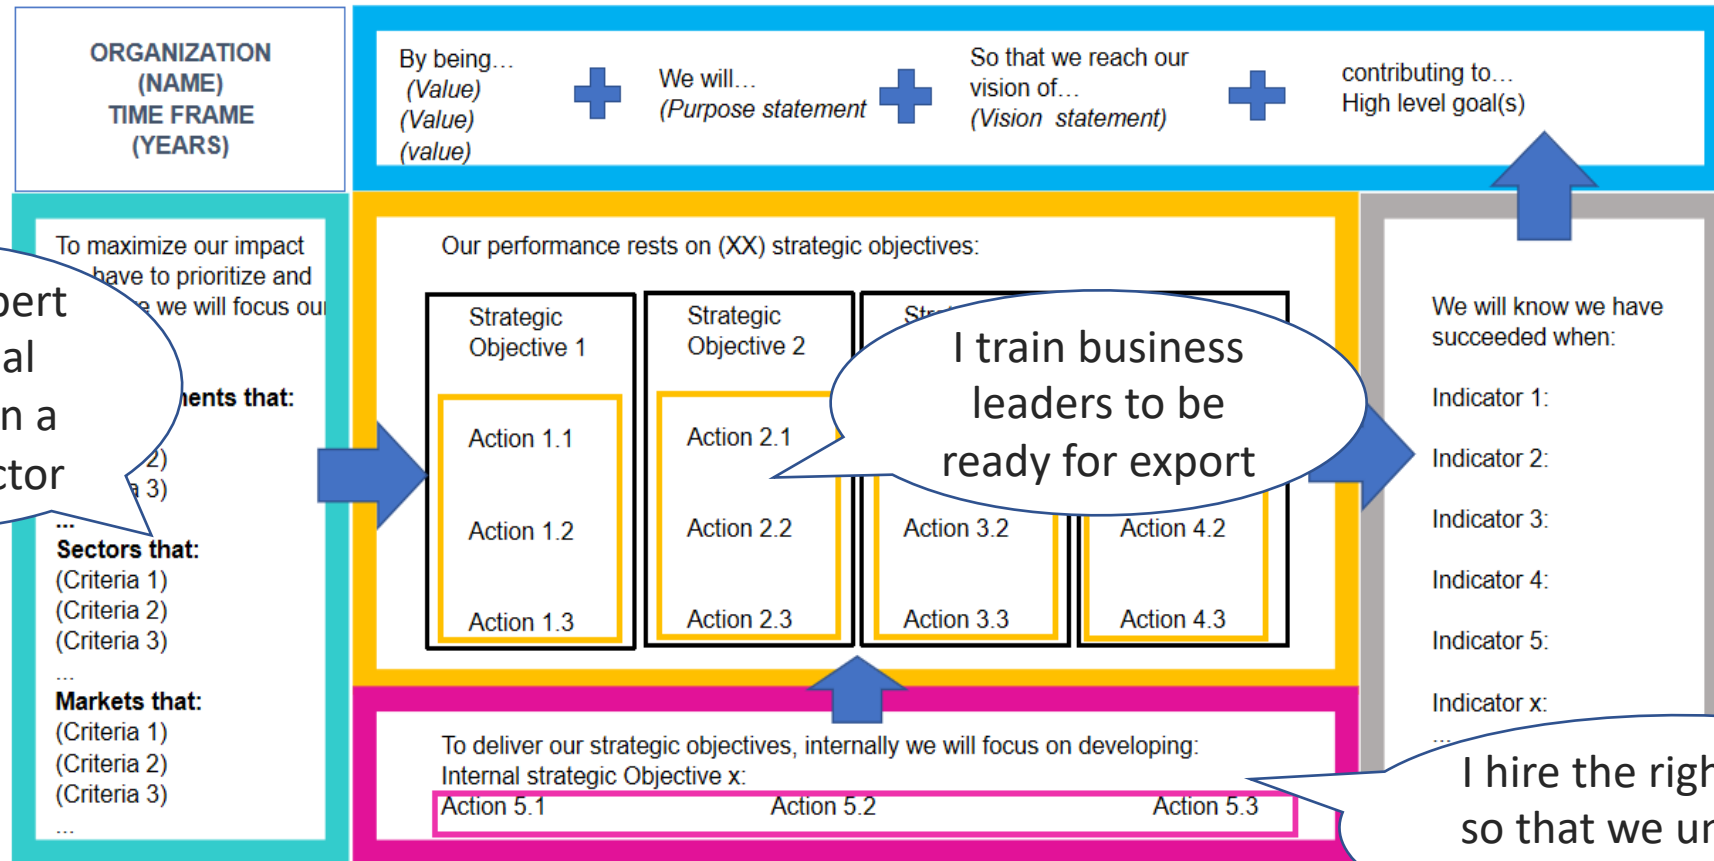 ORGANIZATION
(NAME)
TIME FRAME
(YEARS)
By being…
(Value)
(Value)
(value)
We will…
(Purpose statement
So that we reach our
vision of…
(Vision statement)
contributing to…
High level goal(s)
To maximize our impact
have to prioritize and
we will focus our
that:
2)
3)
...
Sectors that:
(Criteria 1)
(Criteria 2)
(Criteria 3)
...
Markets that:
(Criteria 1)
(Criteria 2)
(Criteria 3)
...
Our performance rests on (XX) strategic objectives:
Strategic
Objective 1
Action 1.1
Action 1.2
Action 1.3
Strategic
Objective 2
Action 2.1
Action 2.2
Action 2.3
Action 3.2
Action 3.3
Action 4.2
Action 4.3
I train business
leaders to be
ready for export
To deliver our strategic objectives, internally we will focus on developing:
Internal strategic Objective x:
Action 5.1 Action 5.2 Action 5.3
We will know we have
succeeded when:
Indicator 1:
Indicator 2:
Indicator 3:
Indicator 4:
Indicator 5:
Indicator x:
...
I hire the
so that we